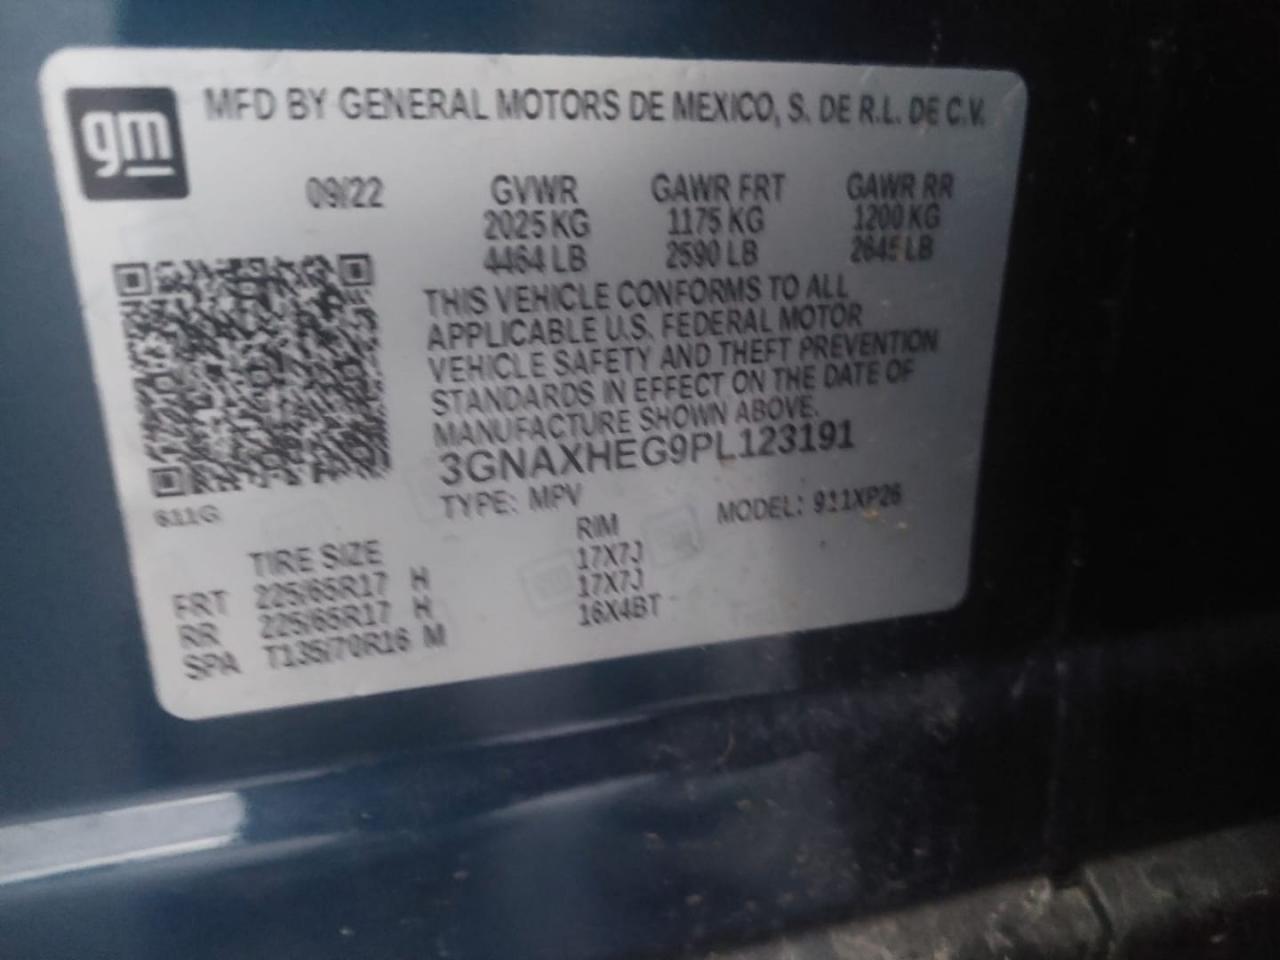 gm
MFD BY GENERAL MOTORS DE MEXICO, S. DE R.L. DE C.V.
09/22 GVWR GAWR FRT GAWR RR
2025 KG 1175 KG 1200 KG
4464 LB 2590 LB 2645 LB
THIS VEHICLE CONFORMS TO ALL
APPLICABLE U.S. FEDERAL MOTOR
VEHICLE SAFETY AND THEFT PREVENTION
STANDARDS IN EFFECT ON THE DATE OF
MANUFACTURE SHOWN ABOVE.
3GNAXHEG9PL123191
TYPE: MPV MODEL: 911XP26
611G
TIRE SIZE RIM
FRT 225/65R17 H 17X7J
RR 225/65R17 H 17X7J
SPA T135/70R16 M 16X4BT